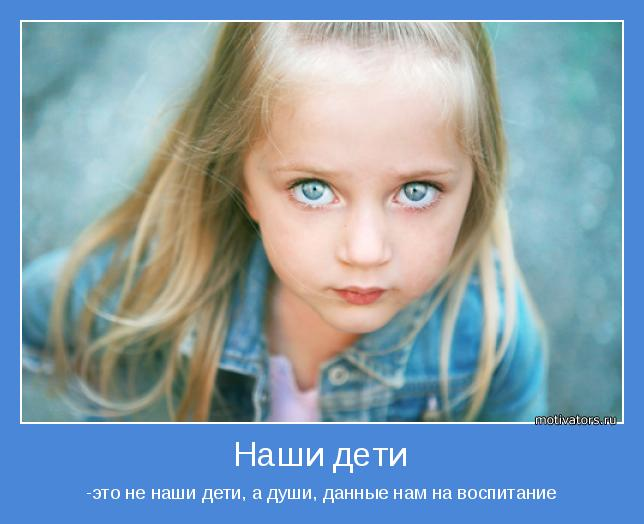 motivators.ru
Наши дети
-это не наши дети, а души, данные нам на воспитание